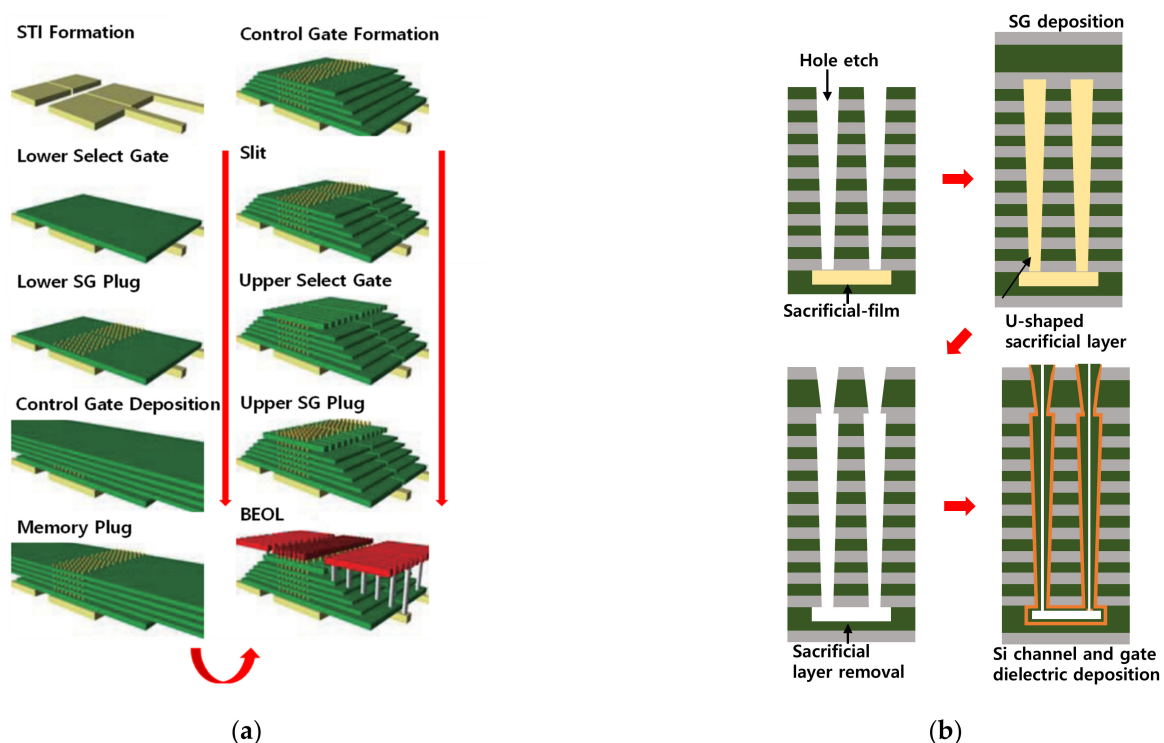 STI Formation
Lower Select Gate
Lower SG Plug
Control Gate Deposition
Memory Plug
Control Gate Formation
Slit
Upper Select Gate
Upper SG Plug
BEOL
(a)
Hole etch
Sacrificial-film
SG deposition
U-shaped
sacrificial layer
Sacrificial
layer removal
Si channel and gate
dielectric deposition
(b)